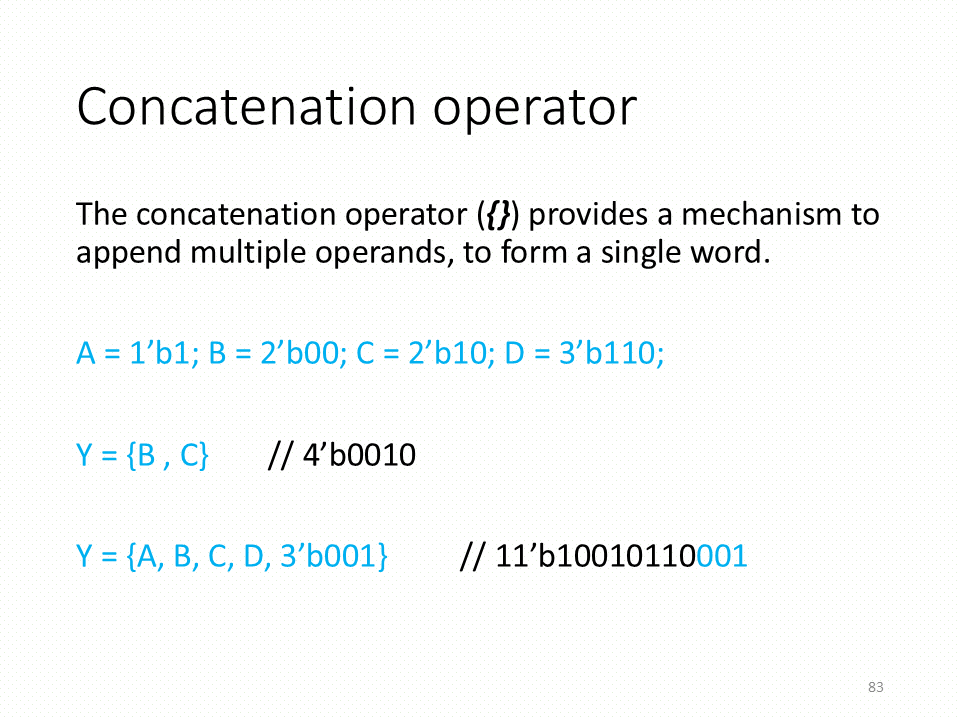 Concatenation operator
The concatenation operator ({}) provides a mechanism to
append multiple operands, to form a single word.
A = 1’b1; B = 2’b00; C = 2’b10; D = 3’b110;
Y = {B , C} // 4’b0010
Y = {A, B, C, D, 3’b001} // 11’b10010110001
83